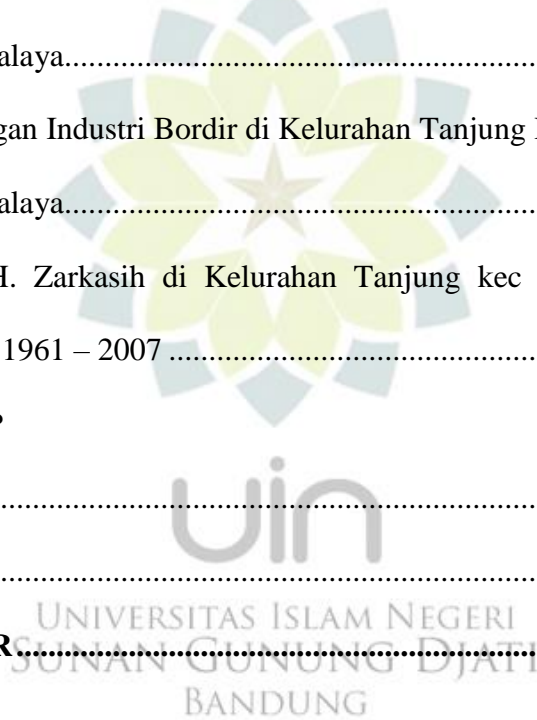 alaya................................................................
gan Industri Bordir di Kelurahan Tanjung
alaya................................................................
H. Zarkasih di Kelurahan Tanjung kec
1961 – 2007 ..................................................
....................................................................
uin
....................................................................
UNIVERSITAS ISLAM NEGERI
R..................................................................
SUNAN GUNUNG DJATI
BANDUNG